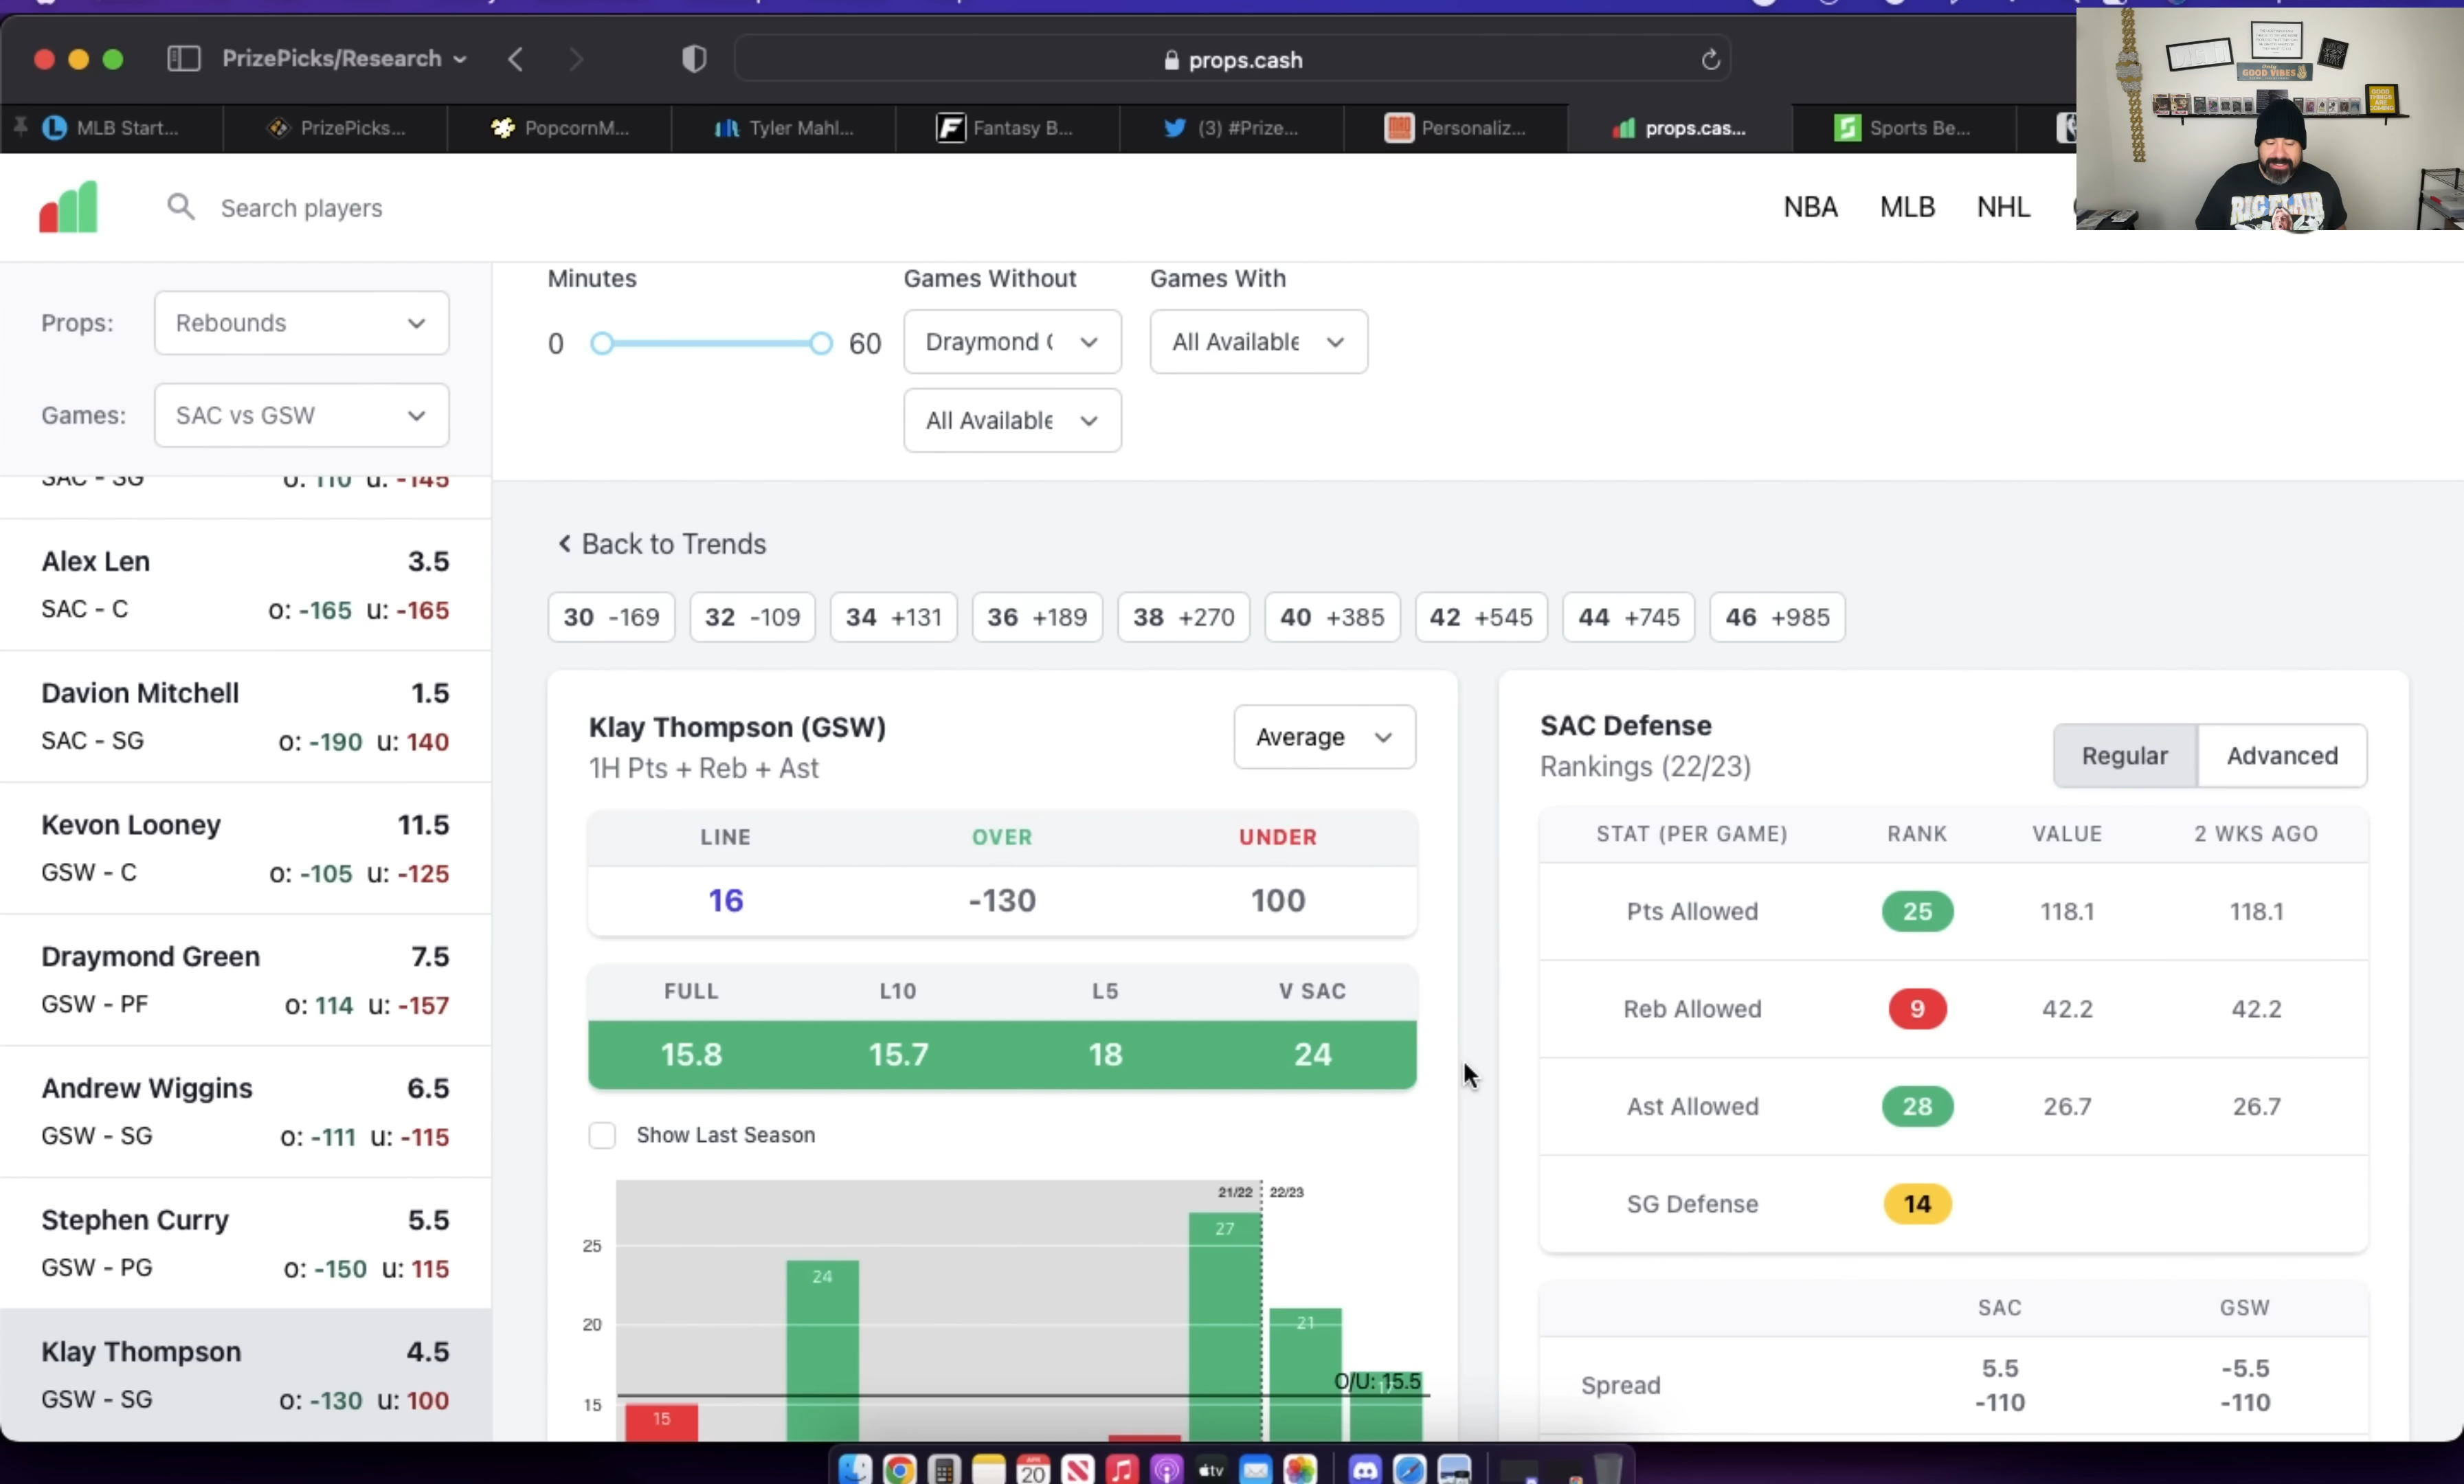 PrizePicks/Research
props.cash
MLB Start...
PrizePicks...
PopcornM...
Tyler Mahl...
Fantasy B...
(3) #Prize...
Personaliz...
props.cas...
Sports Be...
GOOD VIBES
Search players
NBA MLB NHL
Props: Rebounds
Games: SAC vs GSW
SAC - SG o: 110 u: -145
Alex Len 3.5
SAC - C o: -165 u: -165
Davion Mitchell 1.5
SAC - SG o: -190 u: 140
Kevon Looney 11.5
GSW - C o: -105 u: -125
Draymond Green 7.5
GSW - PF o: 114 u: -157
Andrew Wiggins 6.5
GSW - SG o: -111 u: -115
Stephen Curry 5.5
GSW - PG o: -150 u: 115
Klay Thompson 4.5
GSW - SG o: -130 u: 100
Minutes Games Without Games With
0 60 Draymond All Available
All Available
Back to Trends
30 -169 32 -109 34 +131 36 +189 38 +270 40 +385 42 +545 44 +745 46 +985
Klay Thompson (GSW)
1H Pts + Reb + Ast
Average
LINE OVER UNDER
16 -130 100
FULL L10 L5 V SAC
15.8 15.7 18 24
Show Last Season
21/22 22/23
27
25
24
21
20
O/U: 15.5
17
15
15
SAC Defense
Rankings (22/23)
Regular Advanced
STAT (PER GAME) RANK VALUE 2 WKS AGO
Pts Allowed 25 118.1 118.1
Reb Allowed 9 42.2 42.2
Ast Allowed 28 26.7 26.7
SG Defense 14
SAC GSW
Spread 5.5 -5.5
-110 -110
20
tv